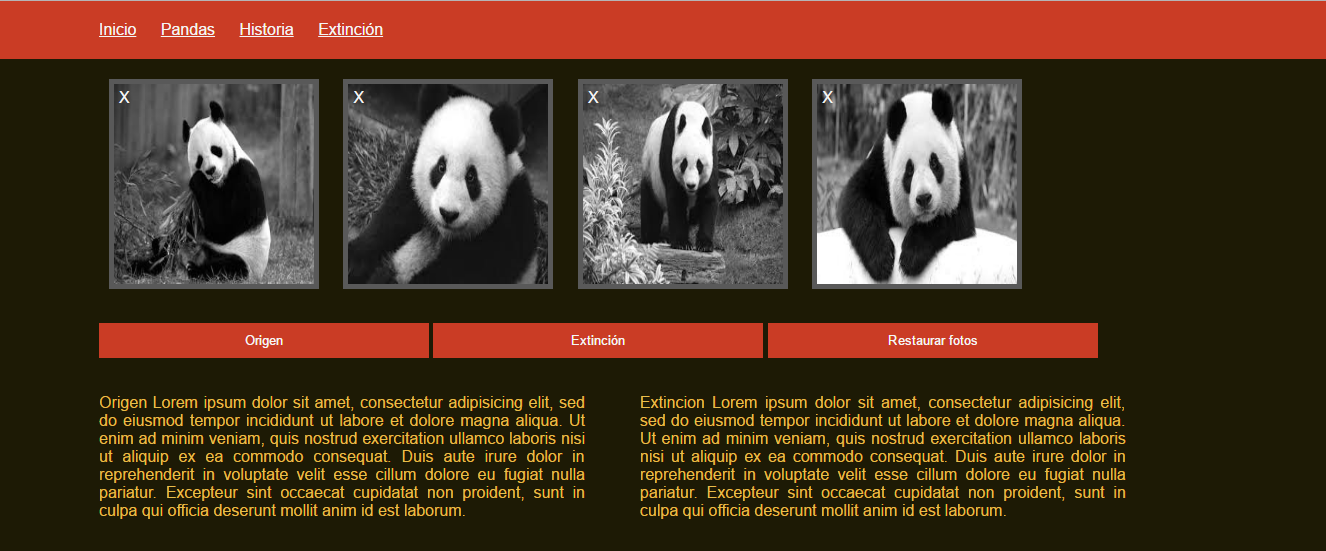 Inicio Pandas Historia Extinción
X X X X
Origen Extinción Restaurar fotos
Origen Lorem ipsum dolor sit amet, consectetur adipisicing elit, sed
do eiusmod tempor incididunt ut labore et dolore magna aliqua. Ut
enim ad minim veniam, quis nostrud exercitation ullamco laboris nisi
ut aliquip ex ea commodo consequat. Duis aute irure dolor in
reprehenderit in voluptate velit esse cillum dolore eu fugiat nulla
pariatur. Excepteur sint occaecat cupidatat non proident, sunt in
culpa qui officia deserunt mollit anim id est laborum.
Extincion Lorem ipsum dolor sit amet, consectetur adipisicing elit,
sed do eiusmod tempor incididunt ut labore et dolore magna aliqua.
Ut enim ad minim veniam, quis nostrud exercitation ullamco laboris
nisi ut aliquip ex ea commodo consequat. Duis aute irure dolor in
reprehenderit in voluptate velit esse cillum dolore eu fugiat nulla
pariatur. Excepteur sint occaecat cupidatat non proident, sunt in
culpa qui officia deserunt mollit anim id est laborum.